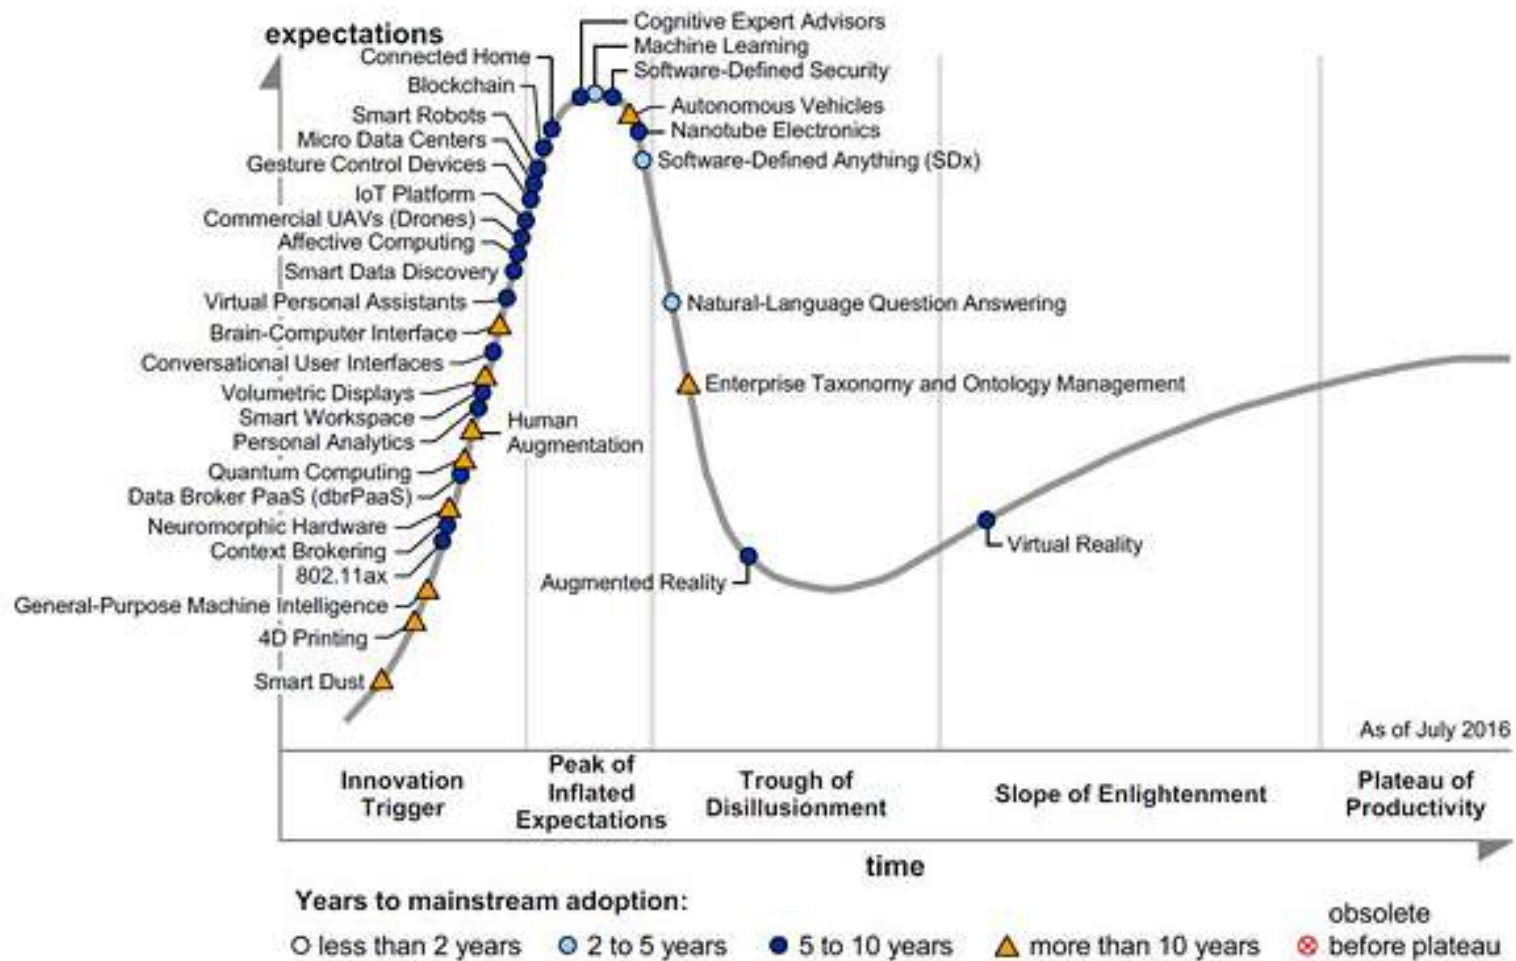 expectations
Cognitive Expert Advisors
Machine Learning
Software-Defined Security
Connected Home
Blockchain
Smart Robots
Micro Data Centers
Gesture Control Devices
IoT Platform
Commercial UAVs (Drones)
Affective Computing
Smart Data Discovery
Virtual Personal Assistants
Brain-Computer Interface
Conversational User Interfaces
Volumetric Displays
Smart Workspace
Personal Analytics
Quantum Computing
Data Broker PaaS (dbrPaaS)
Neuromorphic Hardware
Context Brokering
802.11ax
General-Purpose Machine Intelligence
4D Printing
Smart Dust
Human
Augmentation
Autonomous Vehicles
Nanotube Electronics
Software-Defined Anything (SDx)
Natural-Language Question Answering
Enterprise Taxonomy and Ontology Management
Augmented Reality
Virtual Reality
As of July 2016
Innovation
Trigger
Peak of
Inflated
Expectations
Trough of
Disillusionment
Slope of Enlightenment
Plateau of
Productivity
time
Years to mainstream adoption:
less than 2 years
2 to 5 years
5 to 10 years
more than 10 years
obsolete
before plateau